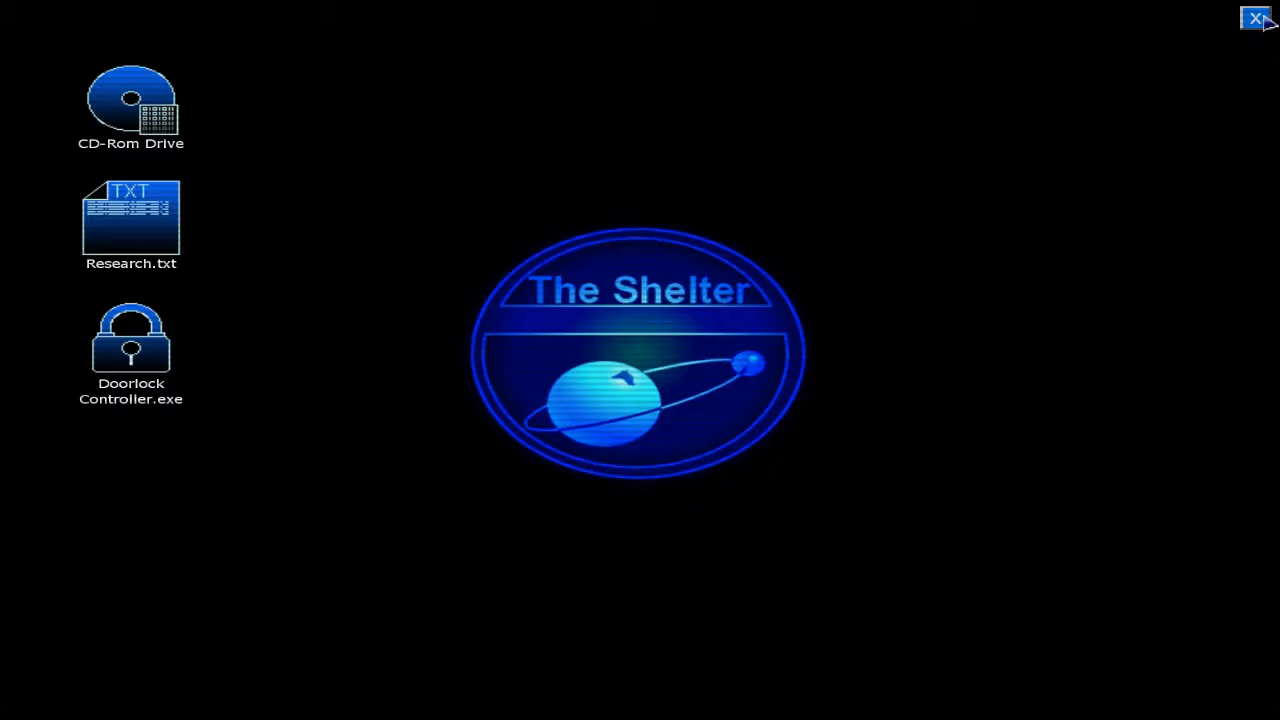 X
CD-Rom Drive
TXT
Research.txt
The Shelter
Doorlock
Controller.exe